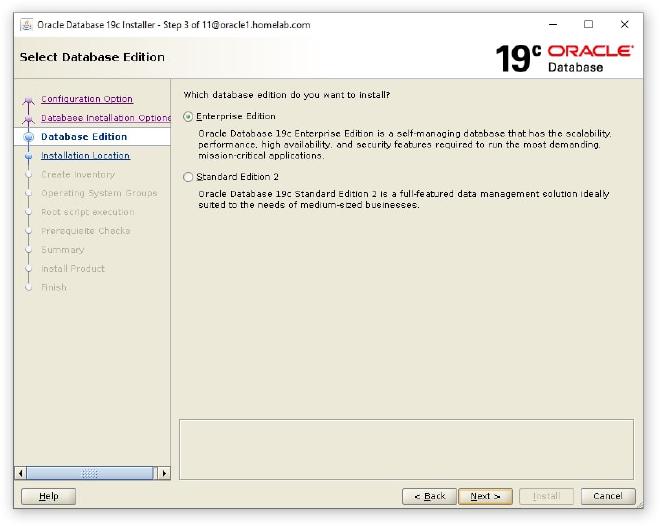 Oracle Database 19c Installer - Step 3 of 11@oracle1.homelab.com
Select Database Edition
19c ORACLE
Database
Configuration Option
Database Installation Options
Database Edition
Installation Location
Create Inventory
Operating System Groups
Root script execution
Prerequisite Checks
Summary
Install Product
Finish
Which database edition do you want to install?
Enterprise Edition
Oracle Database 19c Enterprise Edition is a self-managing database that has the scalability,
performance, high availability, and security features required to run the most demanding,
mission-critical applications.
Standard Edition 2
Oracle Database 19c Standard Edition 2 is a full-featured data management solution ideally
suited to the needs of medium-sized businesses.
Help
< Back
Next >
Install
Cancel